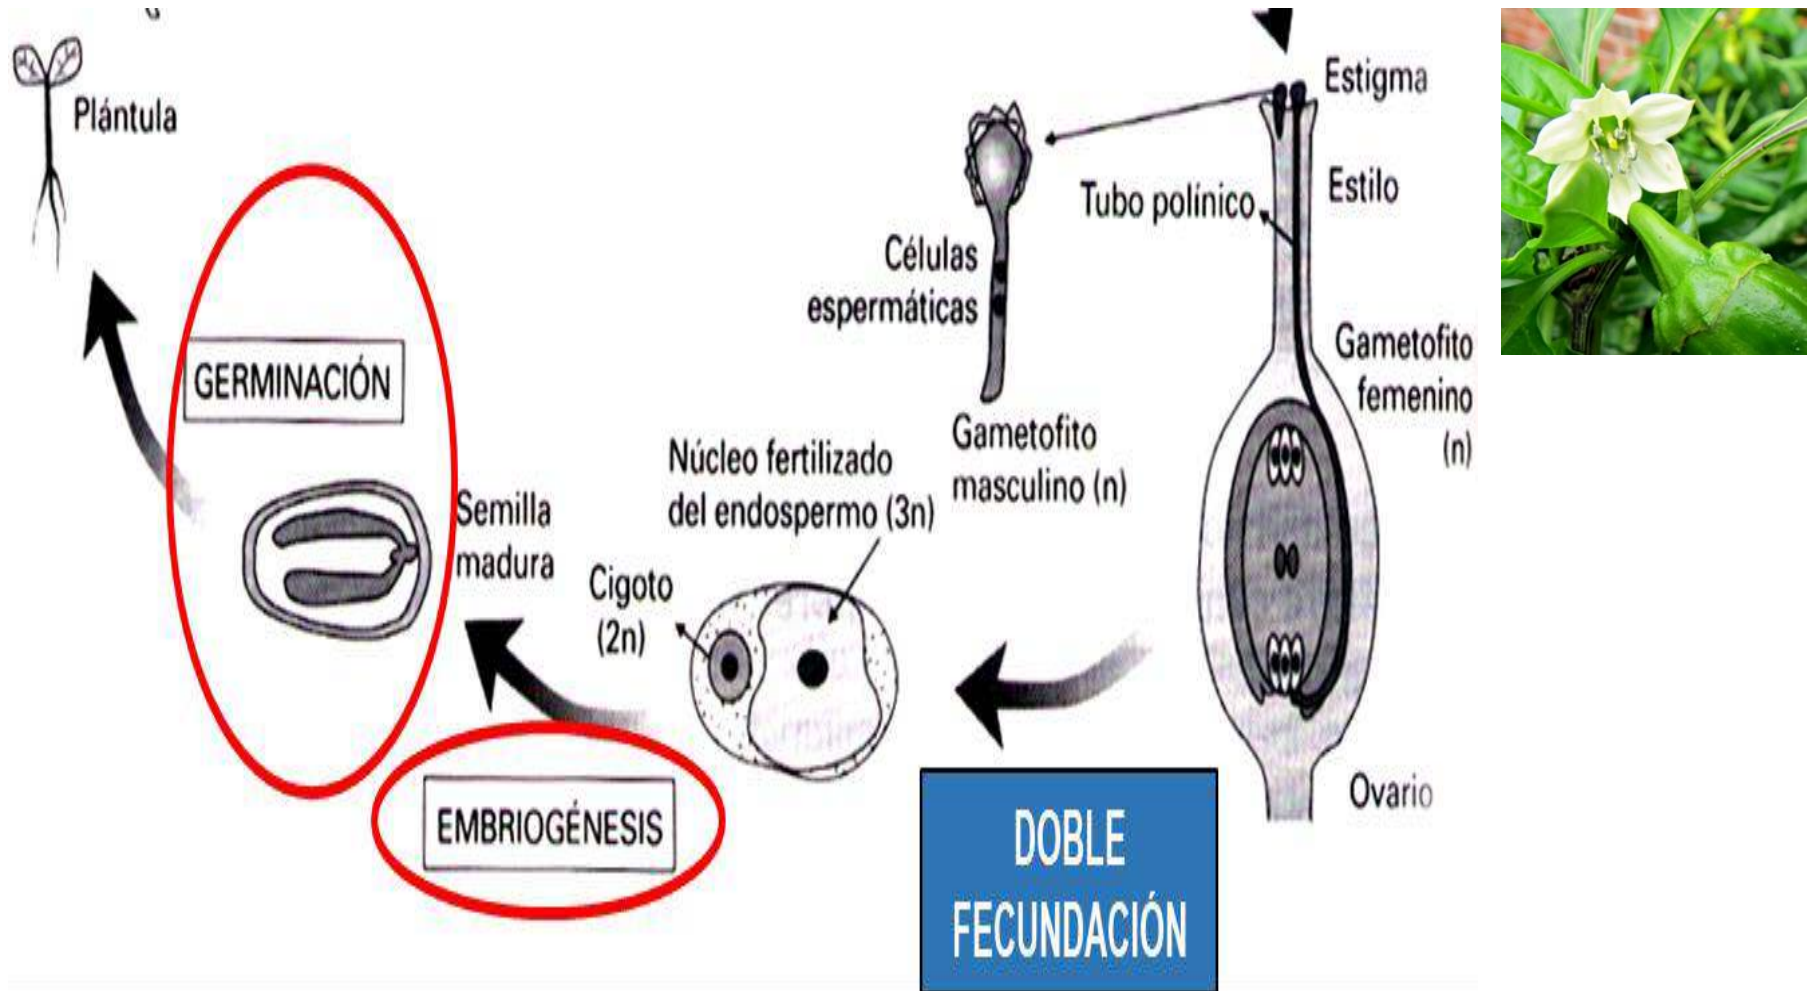 Plántula
GERMINACIÓN
Semilla
madura
EMBRIOGÉNESIS
Cigoto
(2n)
Núcleo fertilizado
del endospermo (3n)
Células
espermáticas
Gametofito
masculino (n)
Tubo polínico
Estigma
Estilo
Gametofito
femenino
(n)
Ovario
DOBLE
FECUNDACIÓN